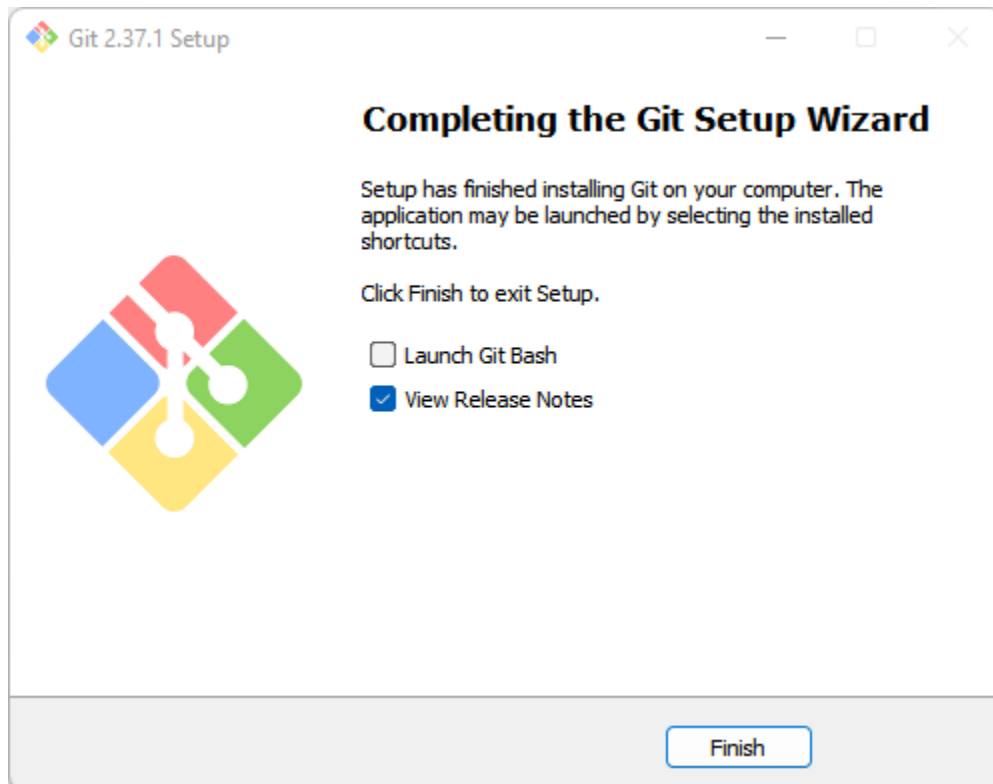 Git 2.37.1 Setup
Completing the Git Setup Wizard
Setup has finished installing Git on your computer. The
application may be launched by selecting the installed
shortcuts.
Click Finish to exit Setup.
Launch Git Bash
View Release Notes
Finish